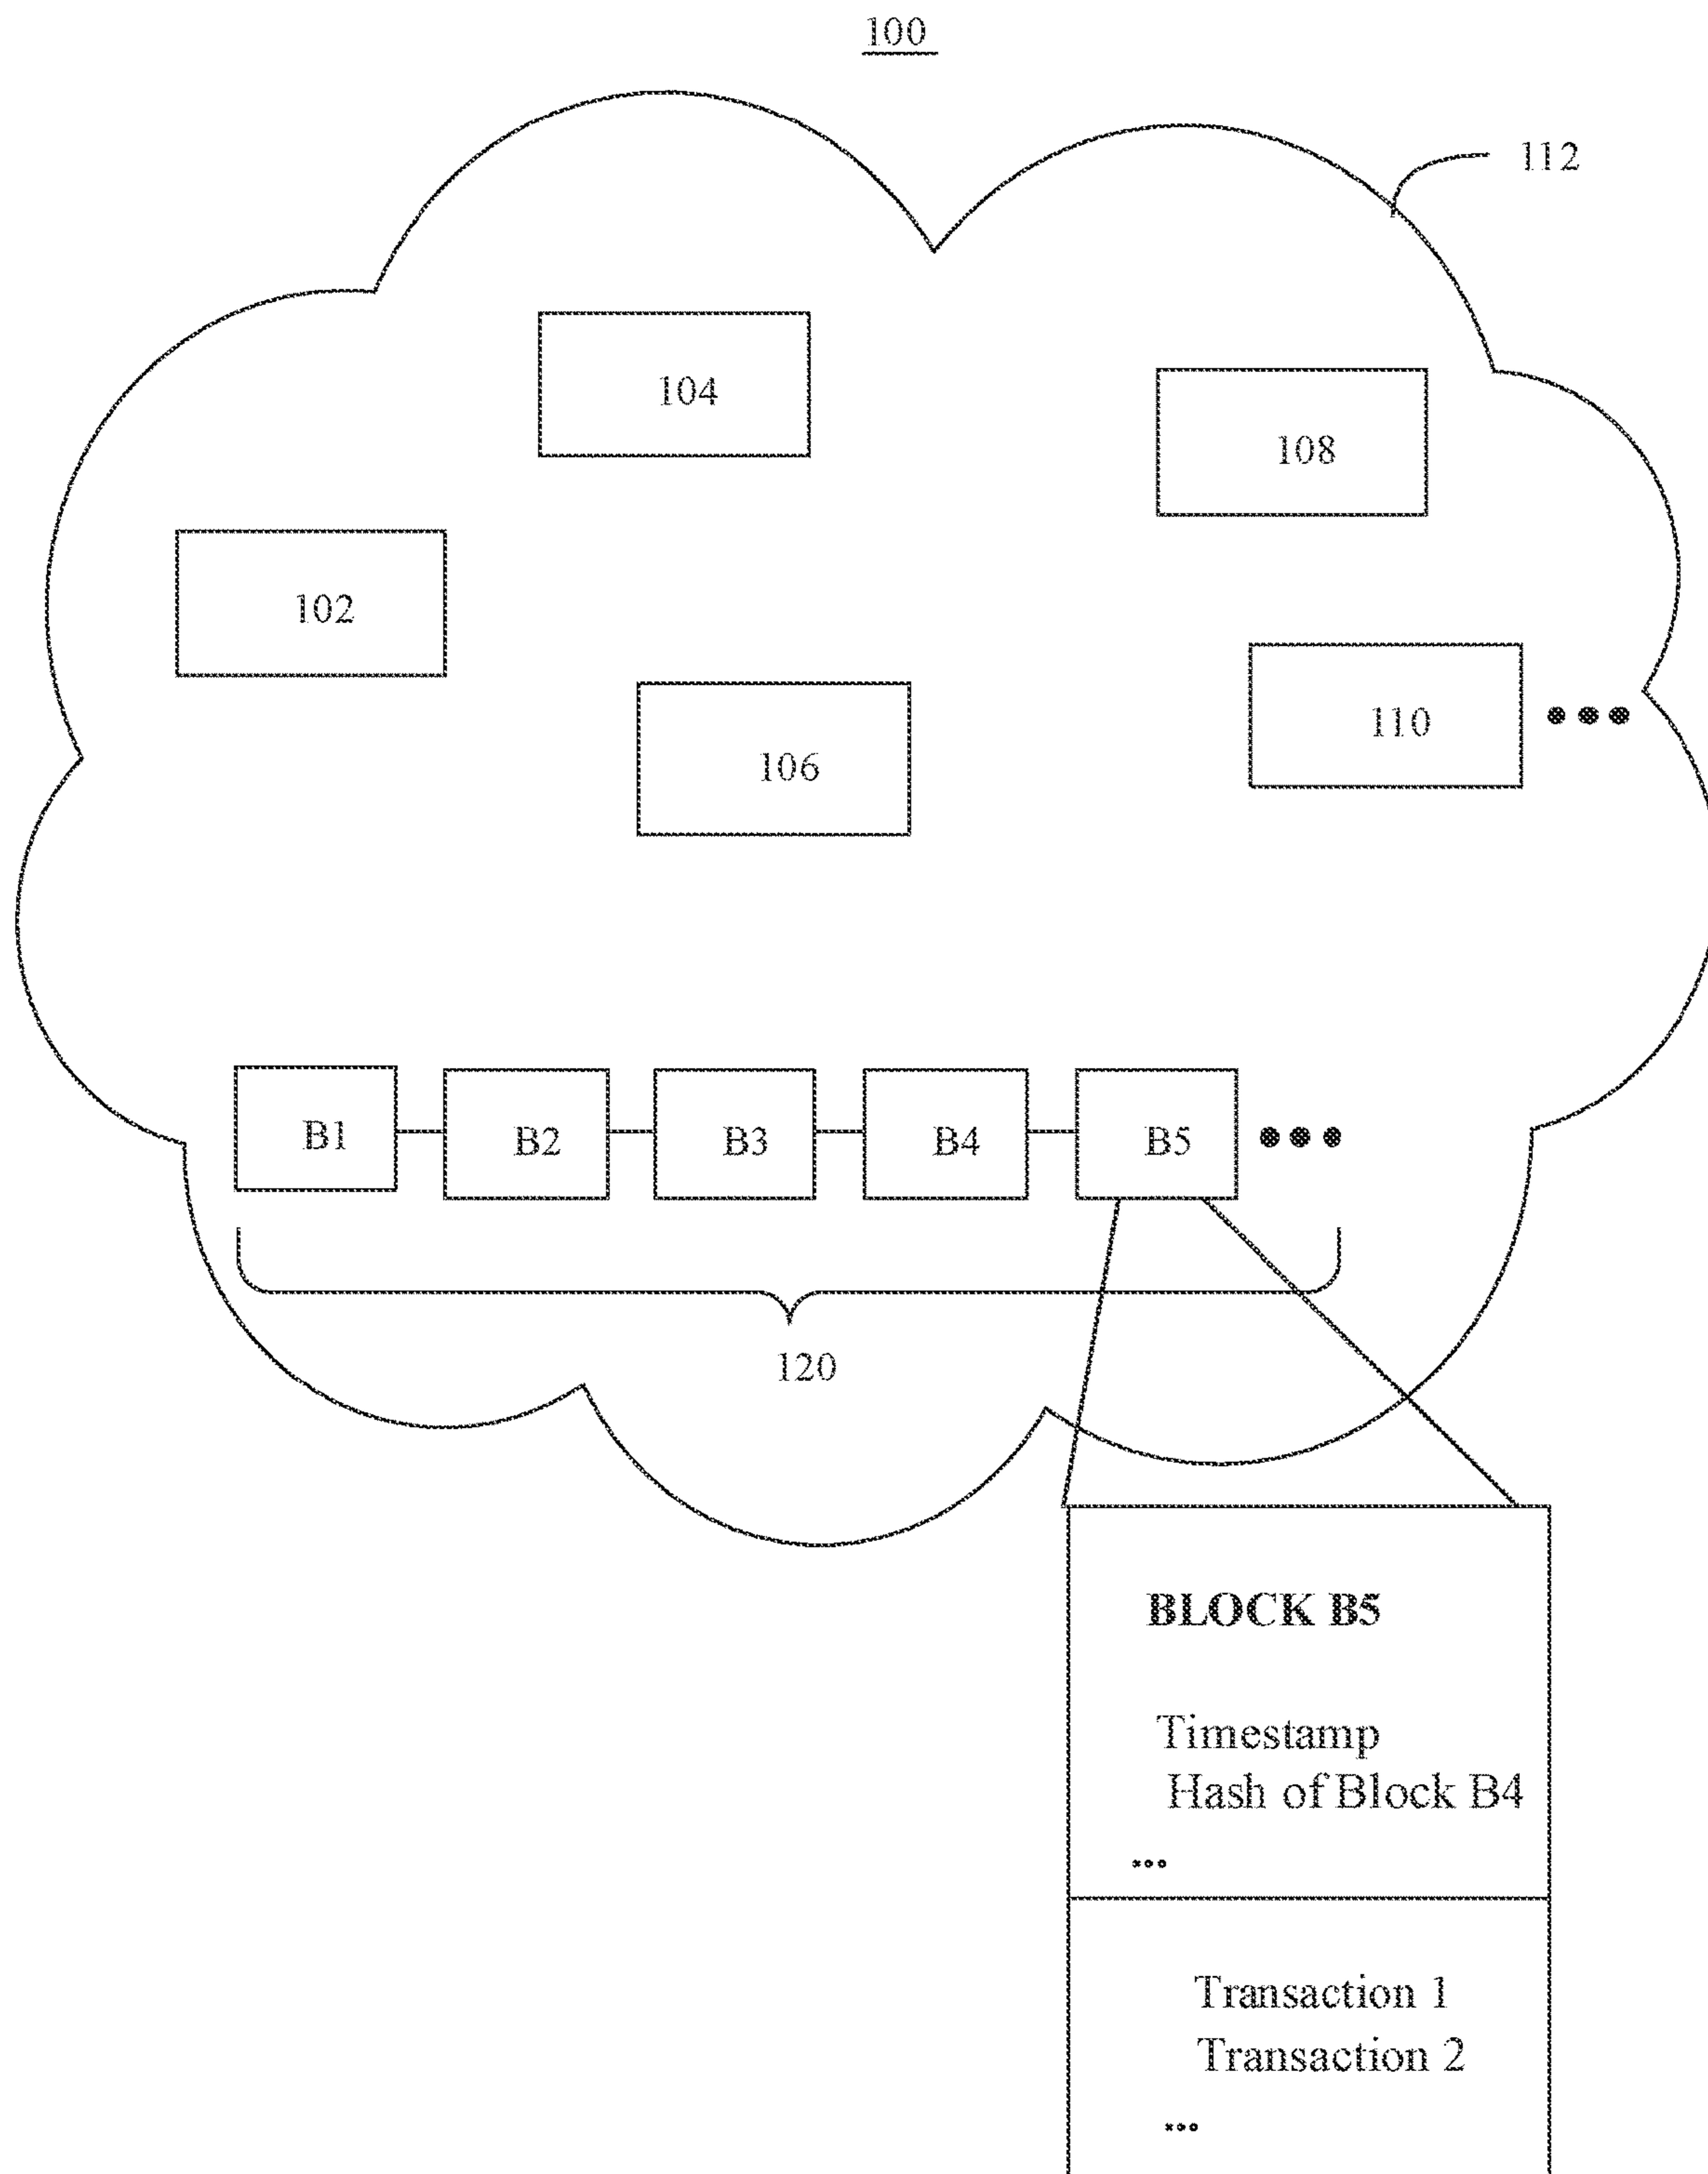 100
112
104
108
102
110
106
B1
B2
B3
B4
B5
120
BLOCK B5
Timestamp
Hash of Block B4
...
Transaction 1
Transaction 2
...